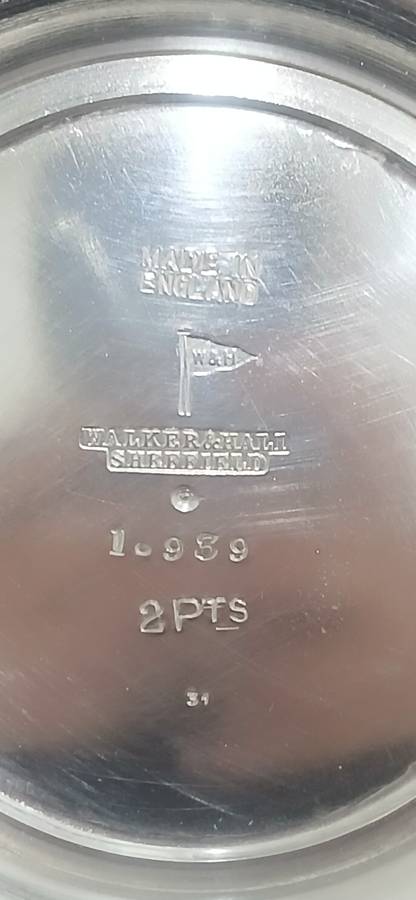 MADE IN
ENGLAND
W&H
WALKER&HALL
SHEFFIELD
1.939
2PTS
31